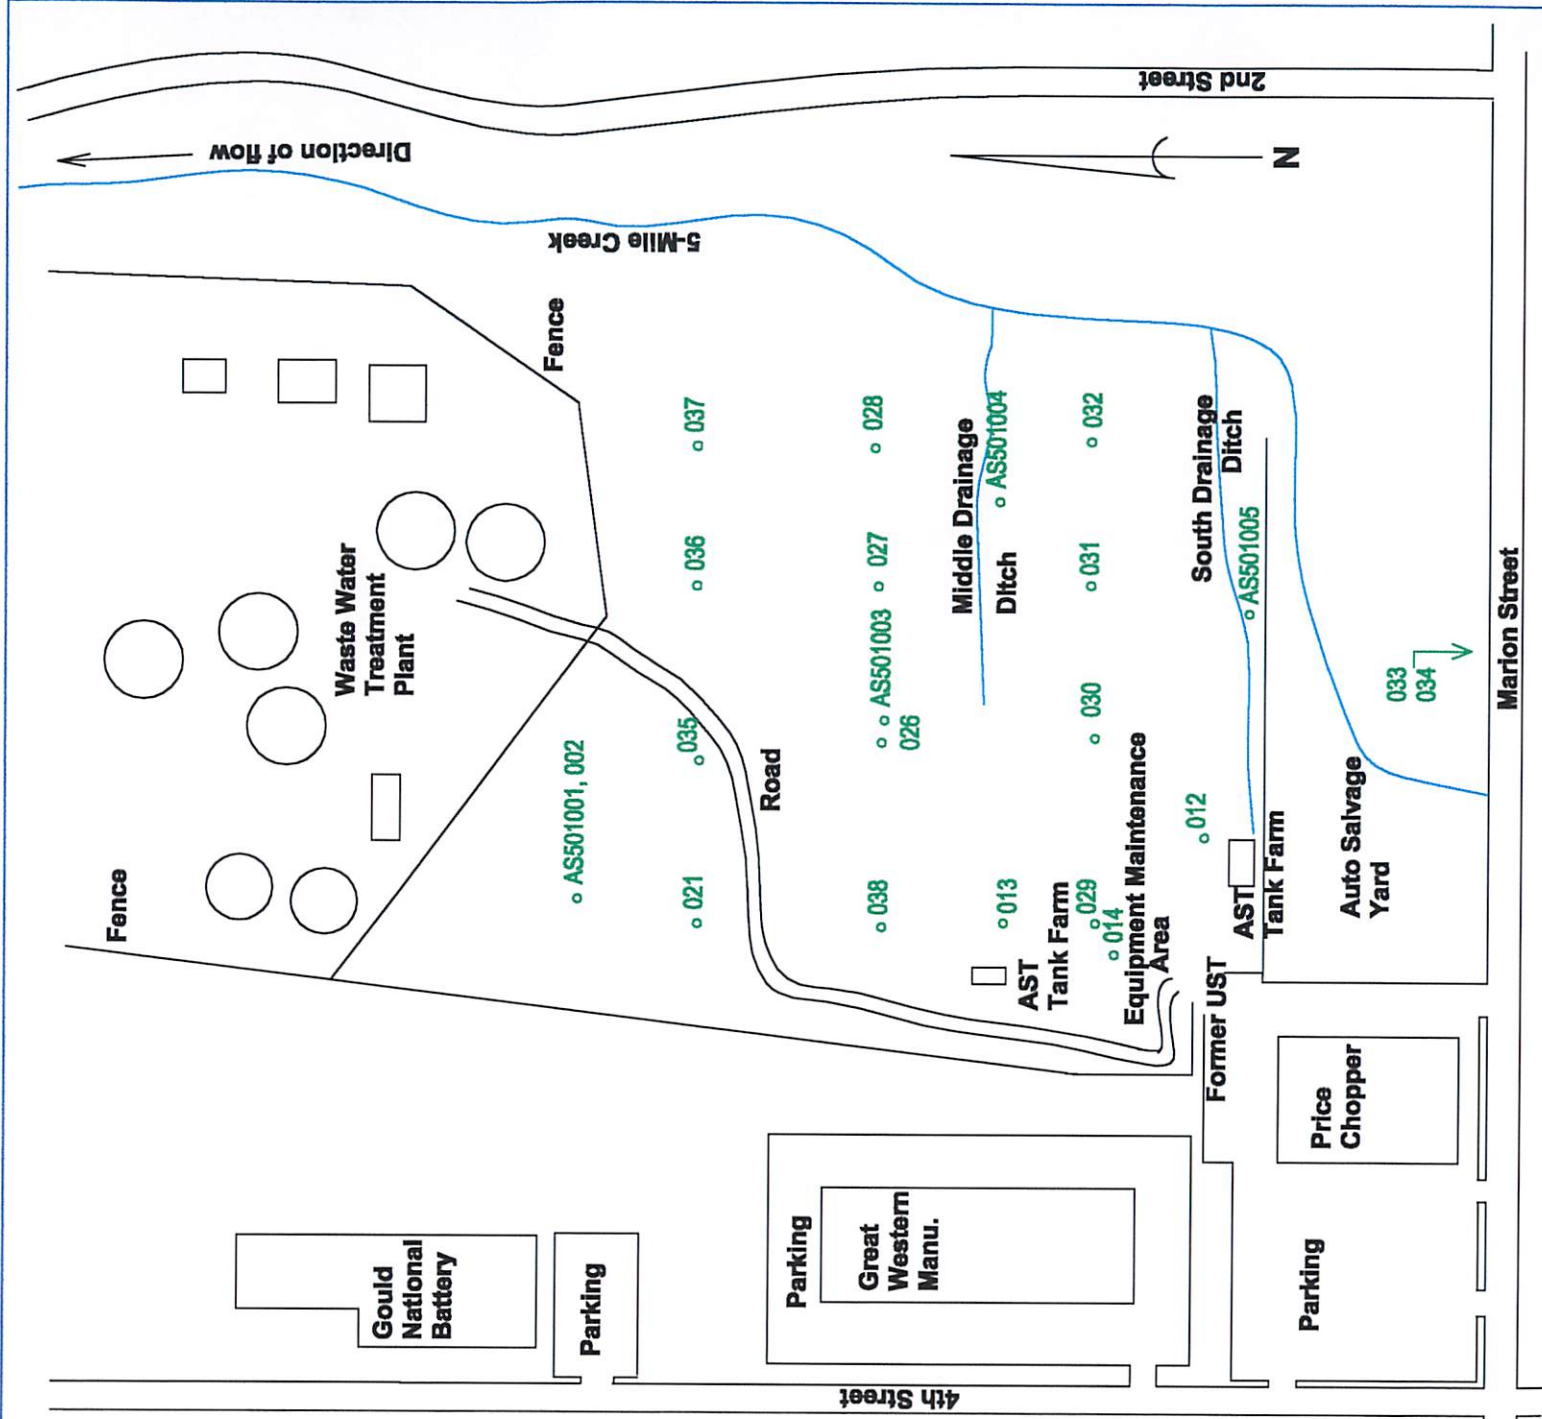 2nd Street
Direction of flow
N
5-Mile Creek
Fence
Waste Water
Treatment
Plant
Fence
037
036
035
AS501001, 002
021
028
027
AS501003
026
038
Road
Middle Drainage
Ditch
AS501004
032
031
030
013
029
014
012
AST
Tank Farm
Equipment Maintenance
Area
South Drainage
Ditch
AS501005
AST
Tank Farm
Former UST
Auto Salvage
Yard
033
034
Marion Street
Gould
National
Battery
Parking
Parking
Great
Western
Manu.
Price
Chopper
Parking
4th Street